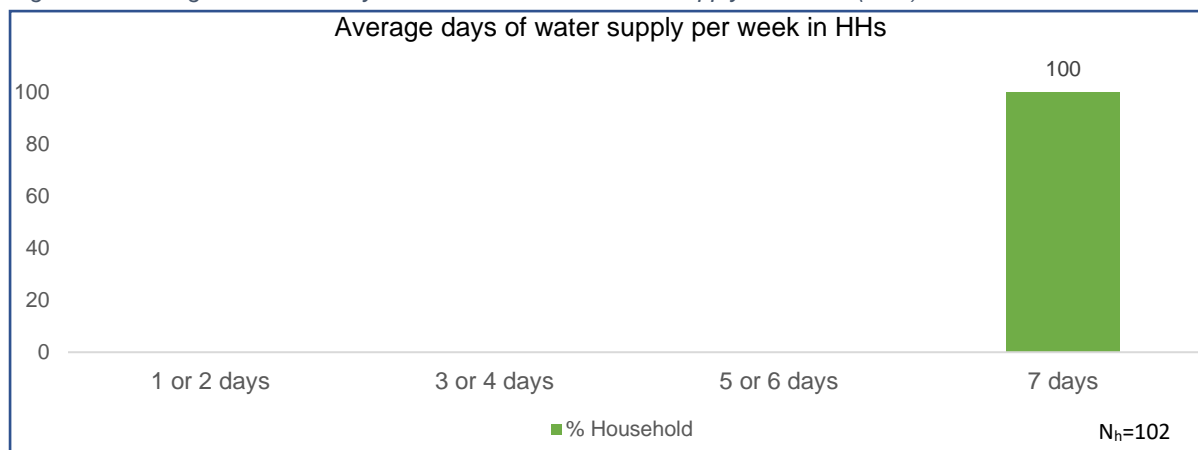 Average days of water supply per week in HHs
100
100
80
60
40
20
0
1 or 2 days 3 or 4 days 5 or 6 days 7 days
% Household
Nₕ=102